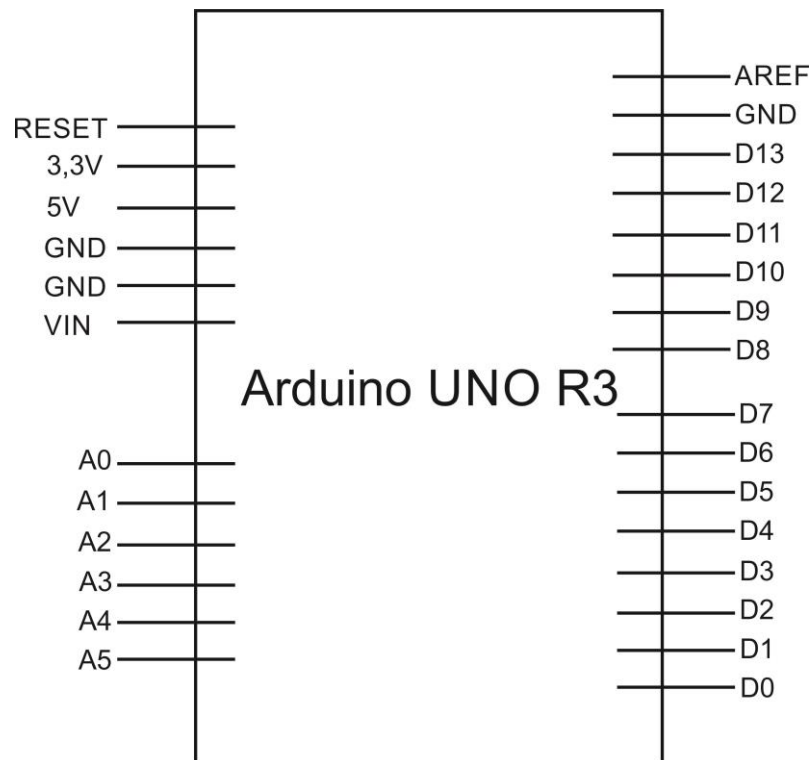 RESET
3,3V
5V
GND
GND
VIN
A0
A1
A2
A3
A4
A5
Arduino UNO R3
AREF
GND
D13
D12
D11
D10
D9
D8
D7
D6
D5
D4
D3
D2
D1
D0